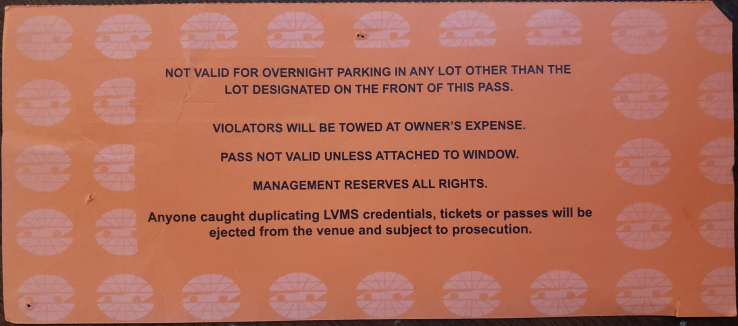 NOT VALID FOR OVERNIGHT PARKING IN ANY LOT OTHER THAN THE
LOT DESIGNATED ON THE FRONT OF THIS PASS.
VIOLATORS WILL BE TOWED AT OWNER'S EXPENSE.
PASS NOT VALID UNLESS ATTACHED TO WINDOW.
MANAGEMENT RESERVES ALL RIGHTS.
Anyone caught duplicating LVMS credentials, tickets or passes will be
ejected from the venue and subject to prosecution.